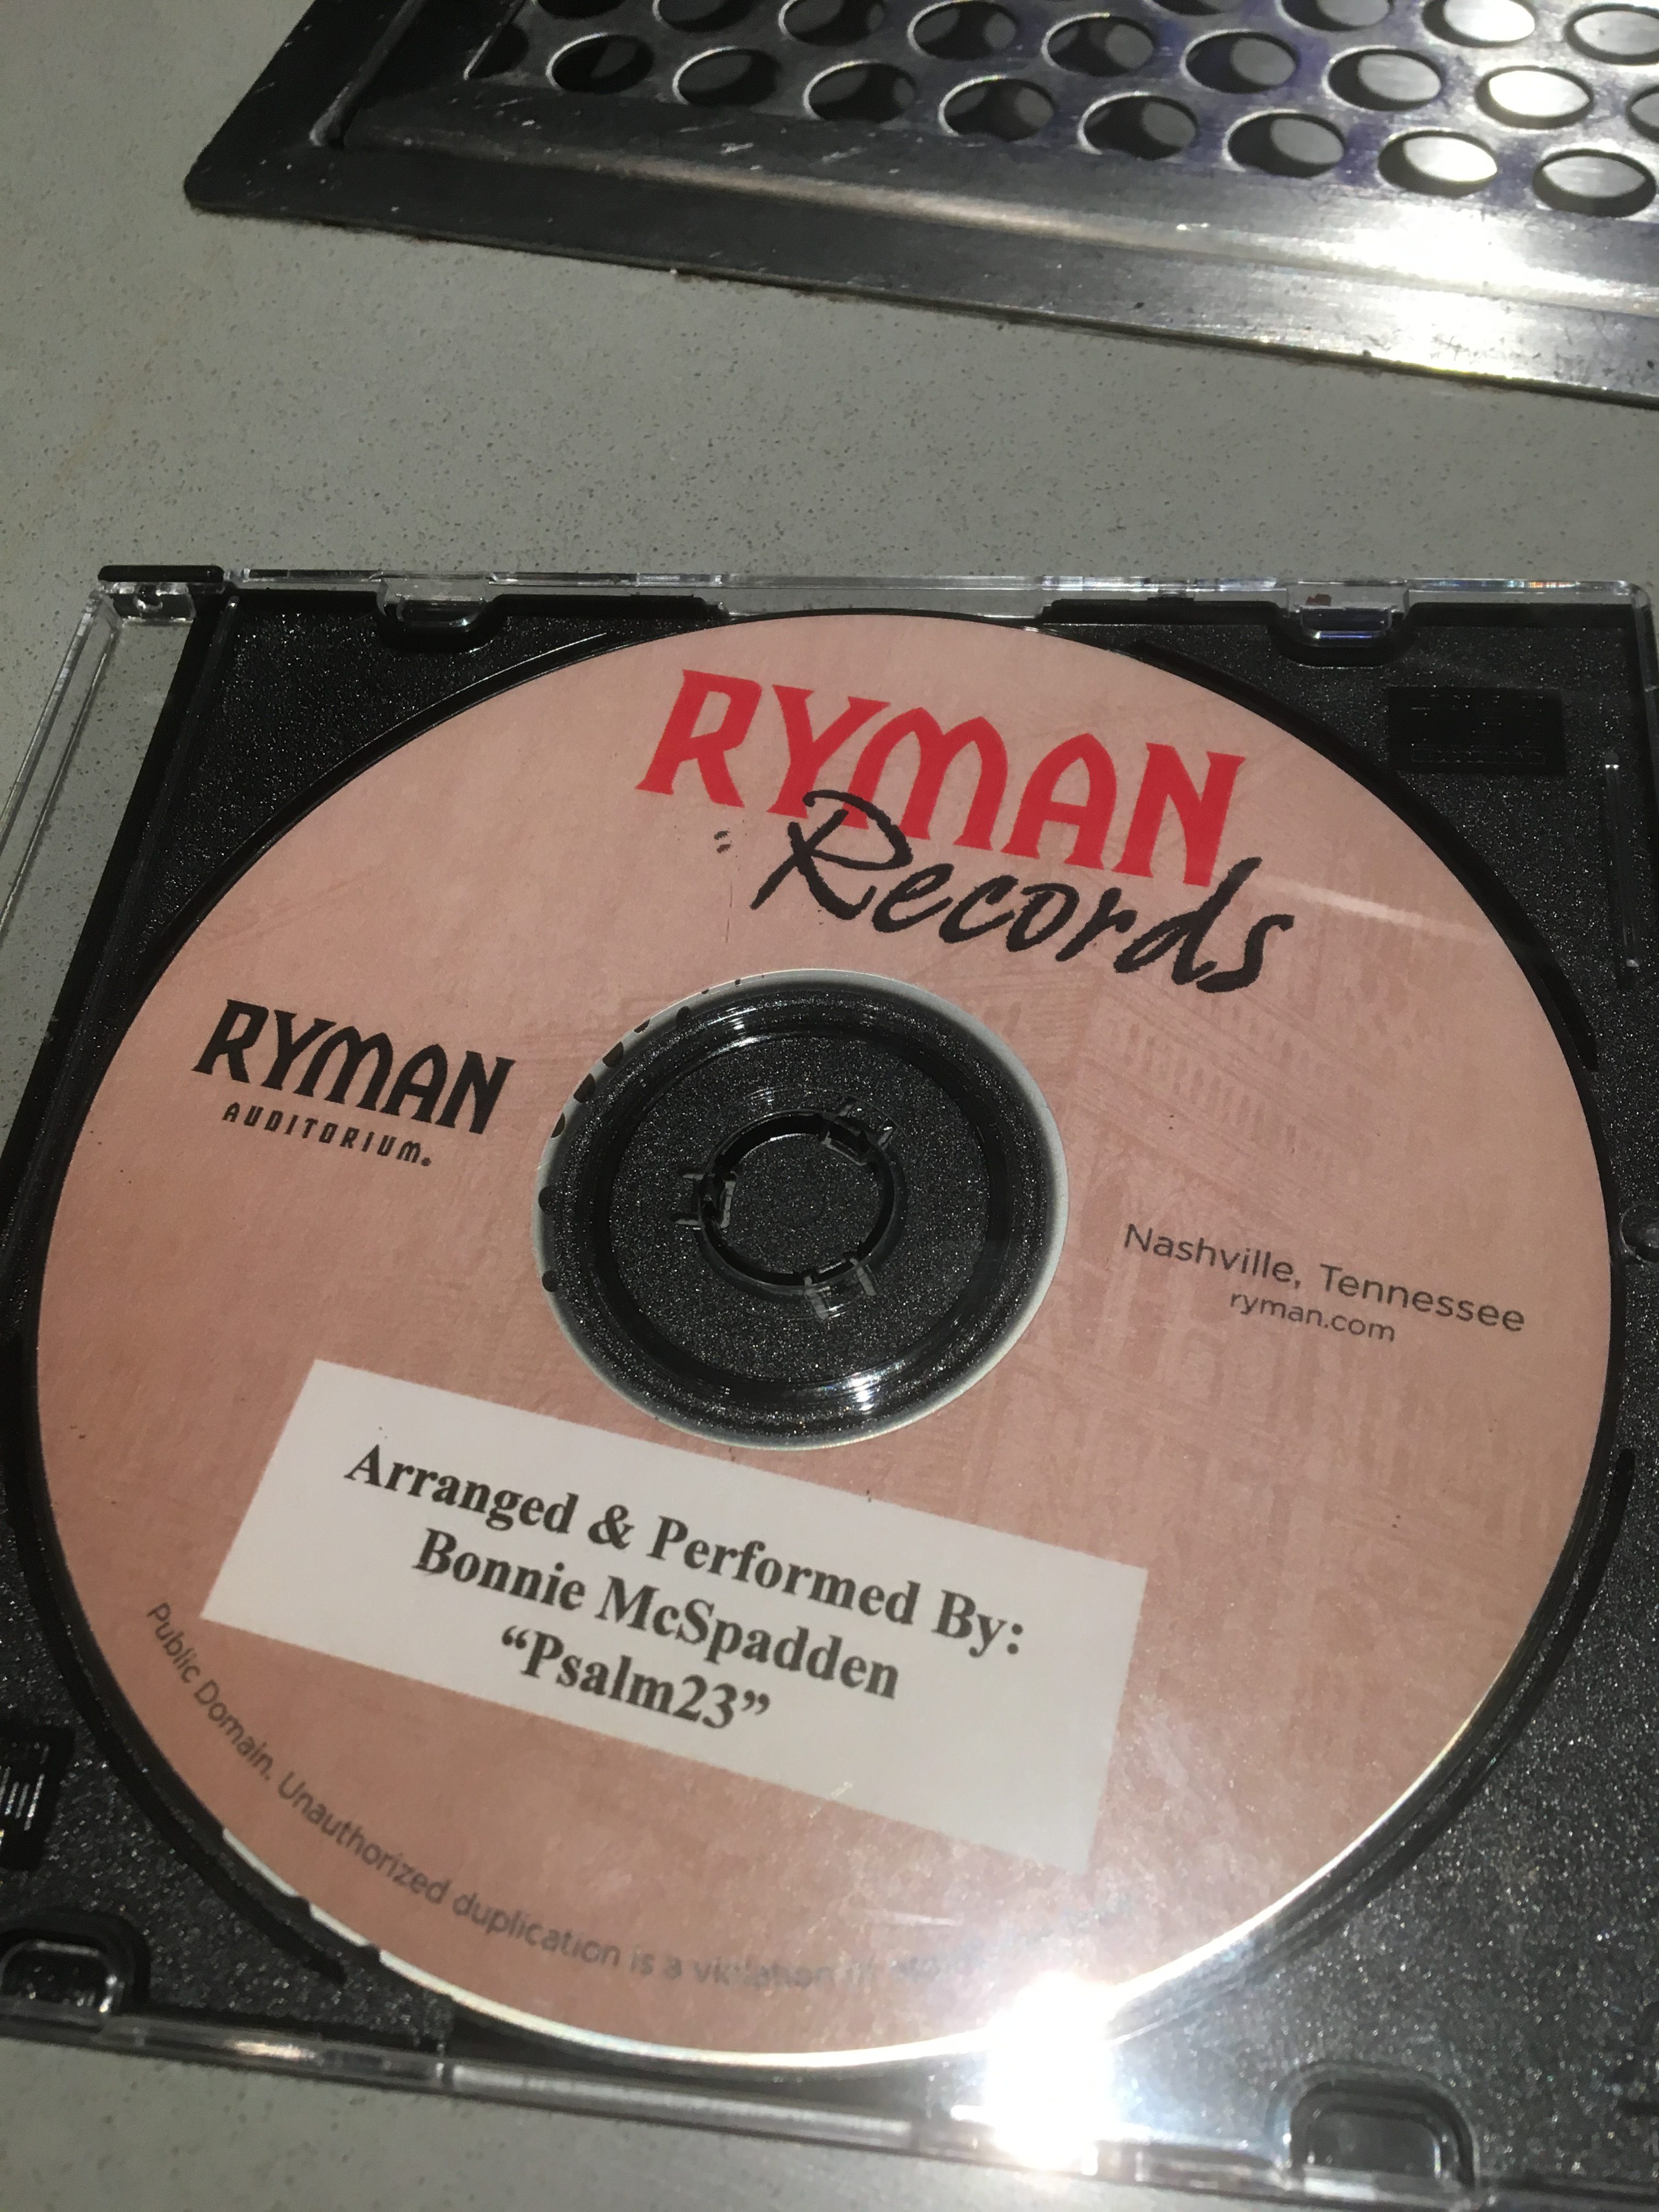 RYMAN
Records
RYMAN
AUDITORIUM®
Nashville, Tennessee
ryman.com
Arranged & Performed By:
Bonnie McSpadden
“Psalm23”
Public Domain. Unauthorized duplication is a violation